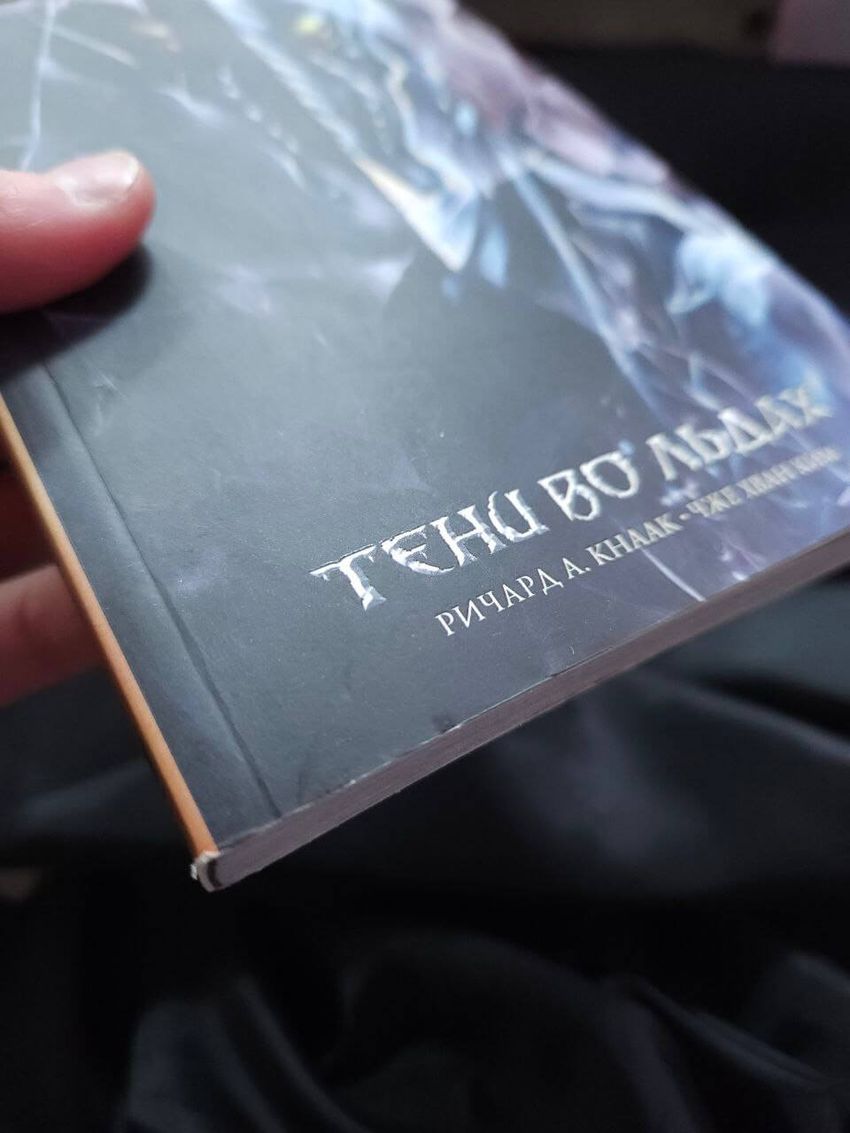 ТЕНИ ВО ЛЬДАХ
РИЧАРД А. КНААК • ЧЖЕ ХВАН КИМ